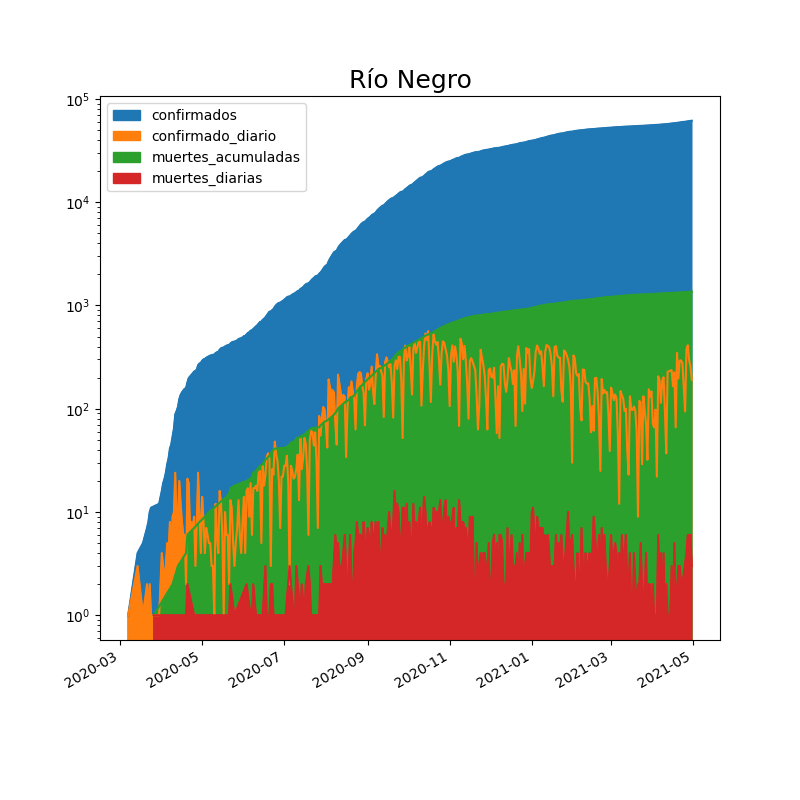 Río Negro
10^5
10^4
10^3
10^2
10^1
10^0
confirmados
confirmado_diario
muertes_acumuladas
muertes_diarias
2020-03
2020-05
2020-07
2020-09
2020-11
2021-01
2021-03
2021-05